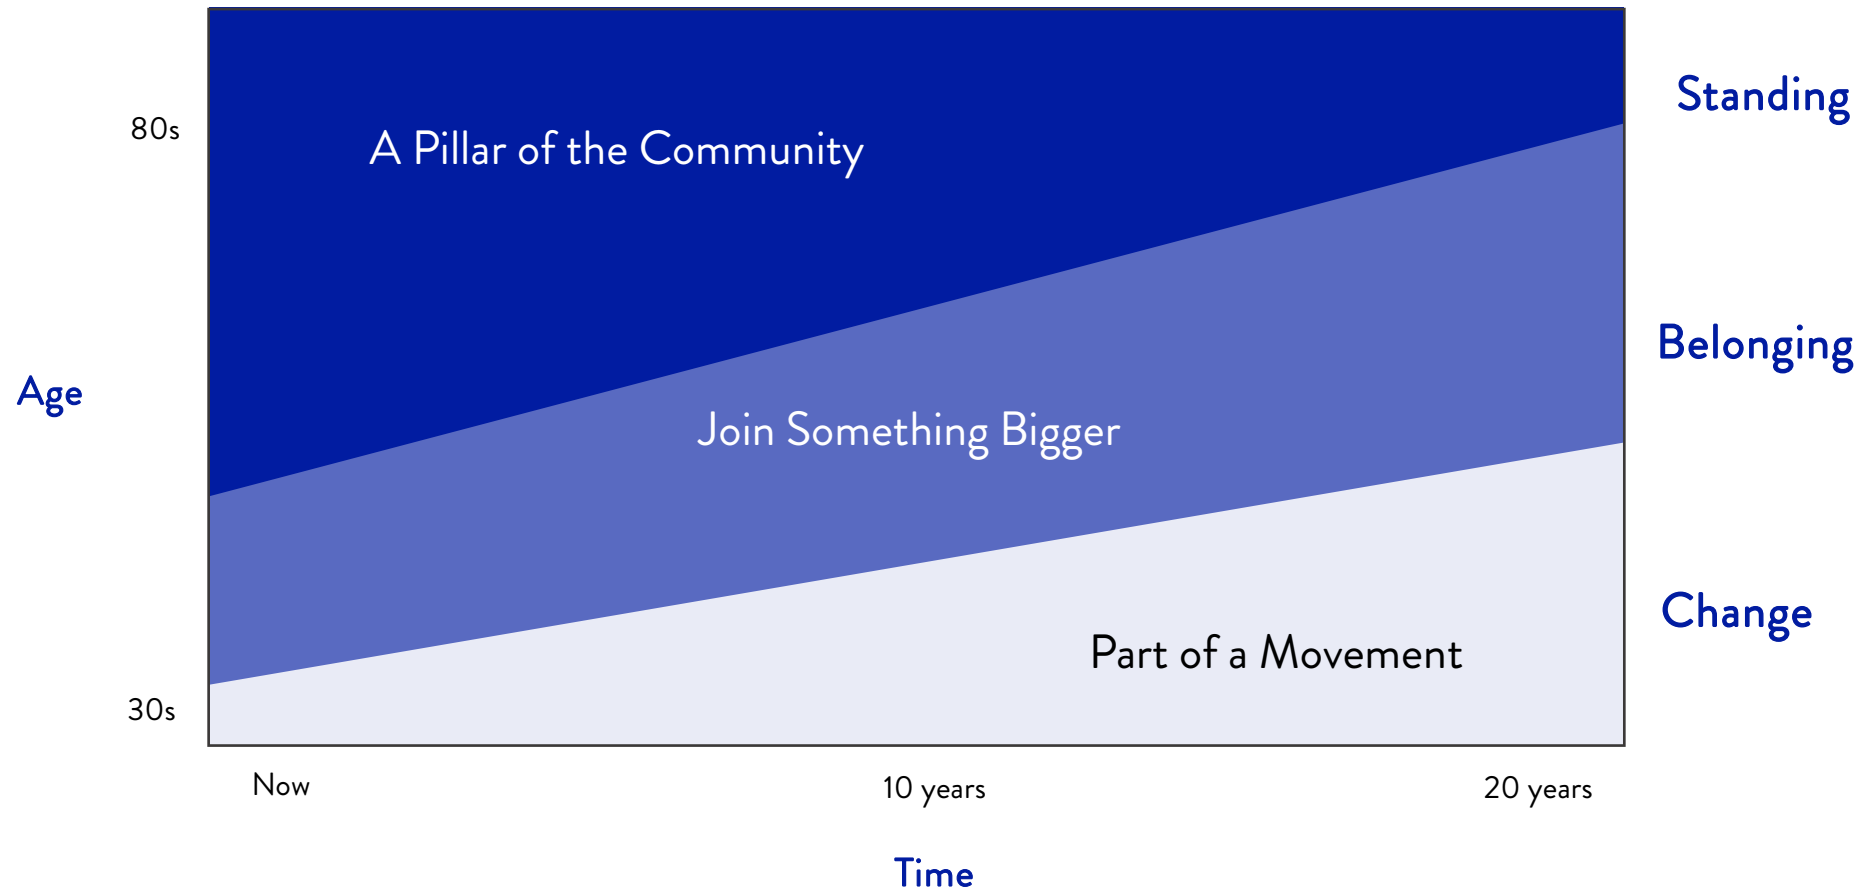 Standing
80s
A Pillar of the Community
Belonging
Age
Join Something Bigger
Change
Part of a Movement
30s
Now
10 years
20 years
Time